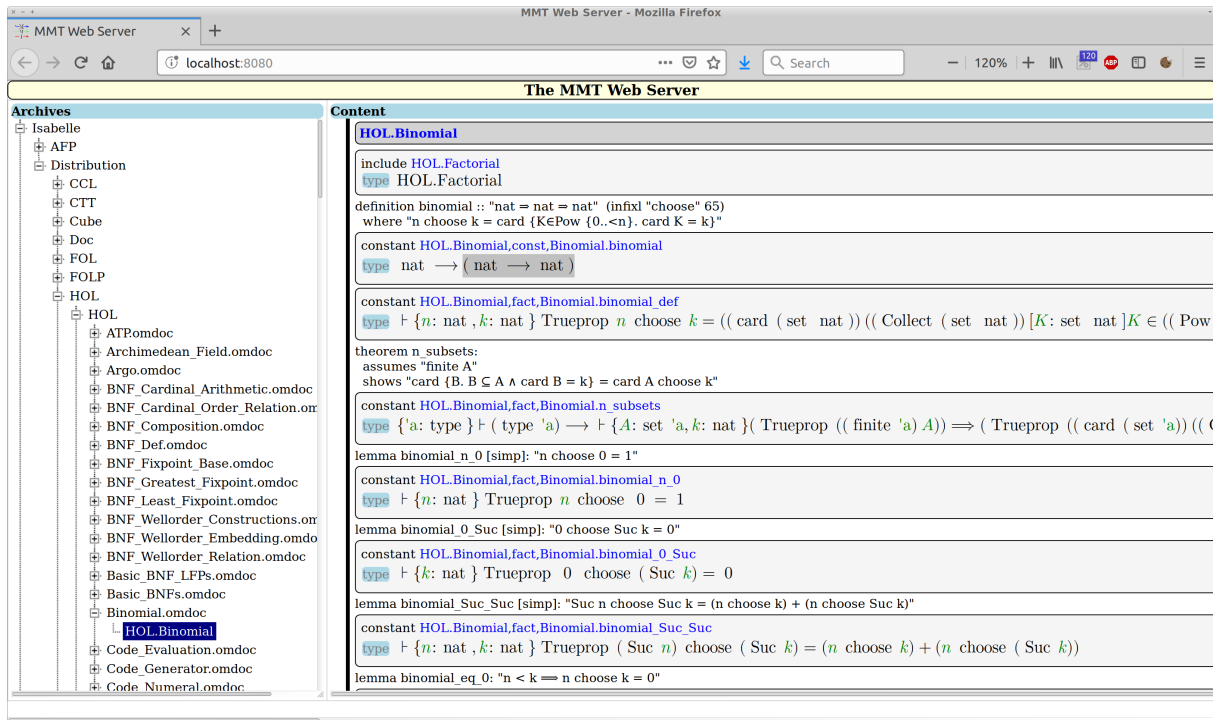 MMT Web Server - Mozilla Firefox
MMT Web Server
localhost:8080
Search
120%
120
ABP
The MMT Web Server
Archives
Isabelle
AFP
Distribution
CCL
CTT
Cube
Doc
FOL
FOLP
HOL
HOL
ATP.omdoc
Archimedean_Field.omdoc
Argo.omdoc
BNF_Cardinal_Arithmetic.omdoc
BNF_Cardinal_Order_Relation.om
BNF_Composition.omdoc
BNF_Def.omdoc
BNF_Fixpoint_Base.omdoc
BNF_Greatest_Fixpoint.omdoc
BNF_Least_Fixpoint.omdoc
BNF_Wellorder_Constructions.om
BNF_Wellorder_Embedding.omdo
BNF_Wellorder_Relation.omdoc
Basic_BNF_LFPs.omdoc
Basic_BNFs.omdoc
Binomial.omdoc
HOL.Binomial
Code_Evaluation.omdoc
Code_Generator.omdoc
Code_Numeral.omdoc
Content
HOL.Binomial
include HOL.Factorial
type HOL.Factorial
definition binomial :: "nat ⇒ nat ⇒ nat" (infixl "choose" 65)
where "n choose k = card {K∈Pow {0..<n}. card K = k}"
constant HOL.Binomial,const,Binomial.binomial
type nat ⟶ ( nat ⟶ nat )
constant HOL.Binomial,fact,Binomial.binomial_def
type ⊢ {n: nat , k: nat } Trueprop n choose k = (( card ( set nat )) (( Collect ( set nat )) [K: set nat ]K ∈ (( Pow
theorem n_subsets:
assumes "finite A"
shows "card {B. B ⊆ A ∧ card B = k} = card A choose k"
constant HOL.Binomial,fact,Binomial.n_subsets
type {'a: type } ⊢ ( type 'a) ⟶ ⊢ {A: set 'a, k: nat }( Trueprop (( finite 'a) A)) ⟹ ( Trueprop (( card ( set 'a)) ((
lemma binomial_n_0 [simp]: "n choose 0 = 1"
constant HOL.Binomial,fact,Binomial.binomial_n_0
type ⊢ {n: nat } Trueprop n choose 0 = 1
lemma binomial_0_Suc [simp]: "0 choose Suc k = 0"
constant HOL.Binomial,fact,Binomial.binomial_0_Suc
type ⊢ {k: nat } Trueprop 0 choose ( Suc k) = 0
lemma binomial_Suc_Suc [simp]: "Suc n choose Suc k = (n choose k) + (n choose Suc k)"
constant HOL.Binomial,fact,Binomial.binomial_Suc_Suc
type ⊢ {n: nat , k: nat } Trueprop ( Suc n) choose ( Suc k) = (n choose k) + (n choose ( Suc k))
lemma binomial_eq_0: "n < k ⟹ n choose k = 0"